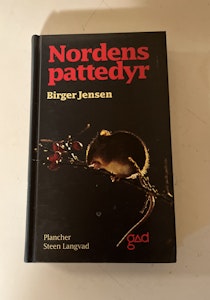 Nordens
pattedyr
Birger Jensen
Plancher
Steen Langvad
gad